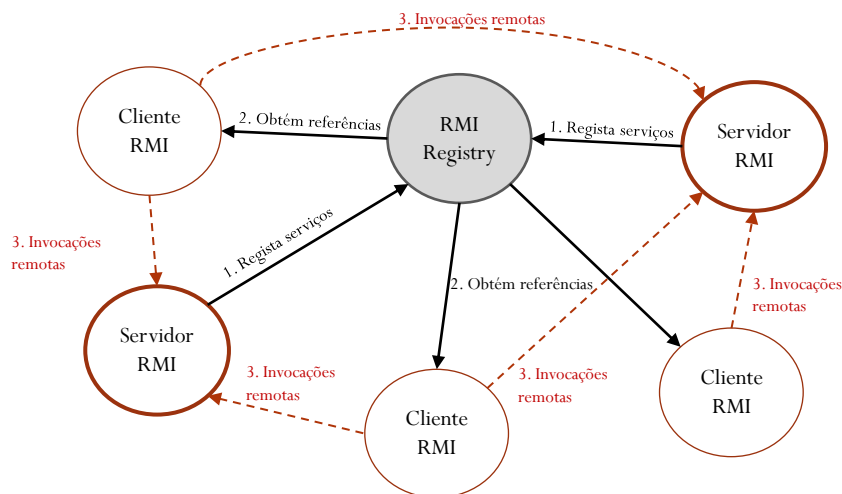 3. Invocações remotas
Cliente
RMI
2. Obtém referências
RMI
Registry
1. Regista serviços
Servidor
RMI
3. Invocações
remotas
1. Regista serviços
2. Obtém referências
3. Invocações
remotas
Servidor
RMI
3. Invocações
remotas
3. Invocações
remotas
Cliente
RMI
Cliente
RMI